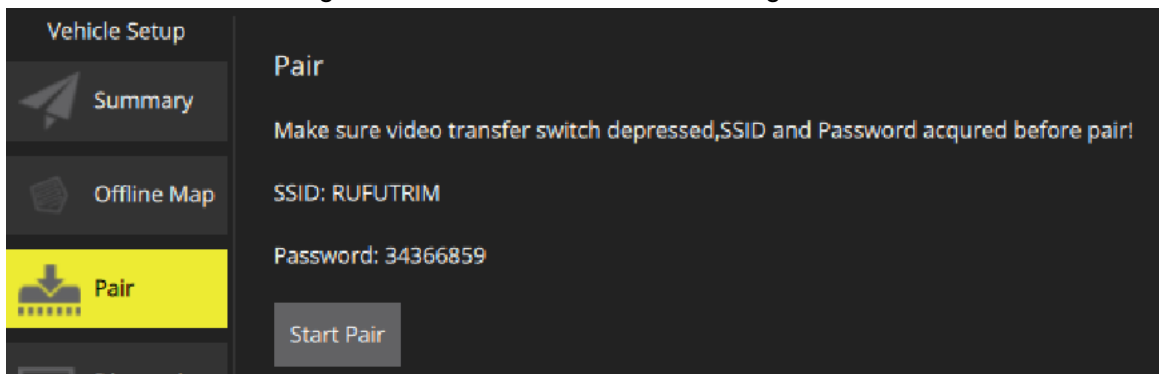 Vehicle Setup
Summary
Offline Map
Pair
Pair
Make sure video transfer switch depressed,SSID and Password acqured before pair!
SSID: RUFUTRIM
Password: 34366859
Start Pair